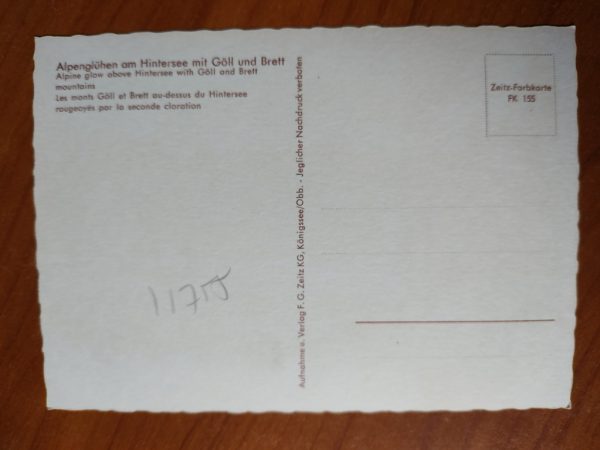 Alpenglühen am Hintersee mit Göll und Brett
Alpine glow above Hintersee with Göll and Brett
mountains
Les monts Göll et Brett au-dessus du Hintersee
rougeoyés par la seconde cloration
Aufnahme u. Verlag F. G. Zeitz KG, Königssee/Obb. - Jeglicher Nachdruck verboten
Zeitz-Farbkarte
FK 155